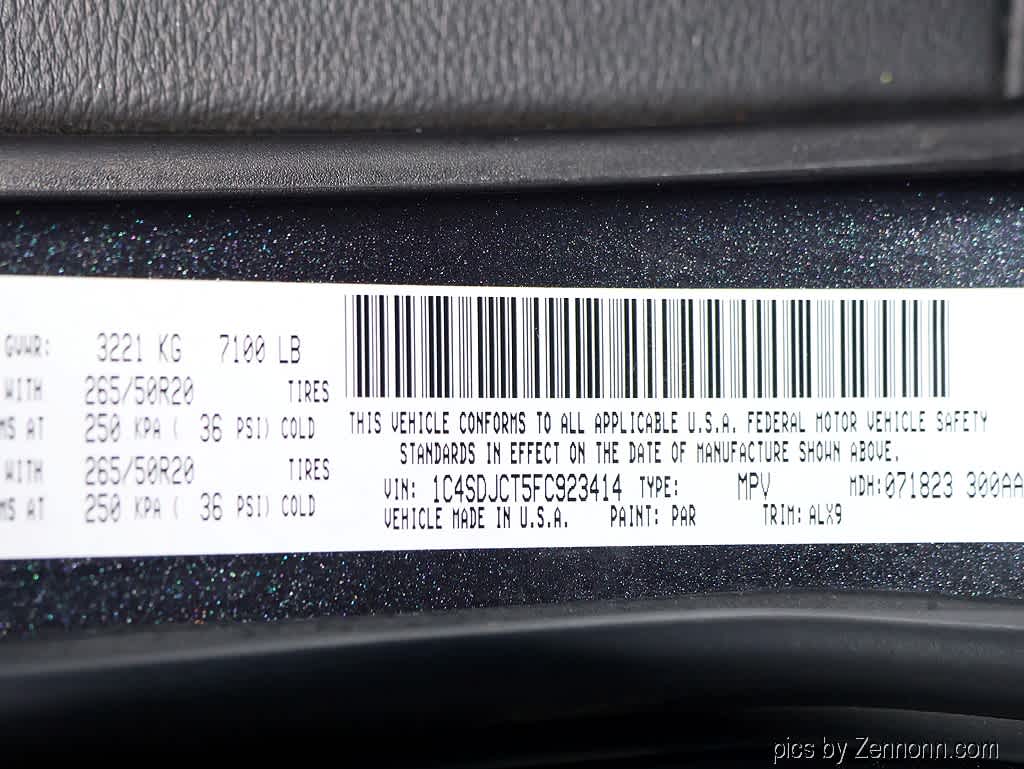 GVWR: 3221 KG 7100 LB
WITH 265/50R20 TIRES
MS AT 250 KPA ( 36 PSI) COLD
WITH 265/50R20 TIRES
MS AT 250 KPA ( 36 PSI) COLD
THIS VEHICLE CONFORMS TO ALL APPLICABLE U.S.A. FEDERAL MOTOR VEHICLE SAFETY
STANDARDS IN EFFECT ON THE DATE OF MANUFACTURE SHOWN ABOVE.
VIN: 1C4SDJCT5FC923414 TYPE: MPV MDH:071823 300AA
VEHICLE MADE IN U.S.A. PAINT: PAR TRIM: ALX9
pics by Zennonn.com